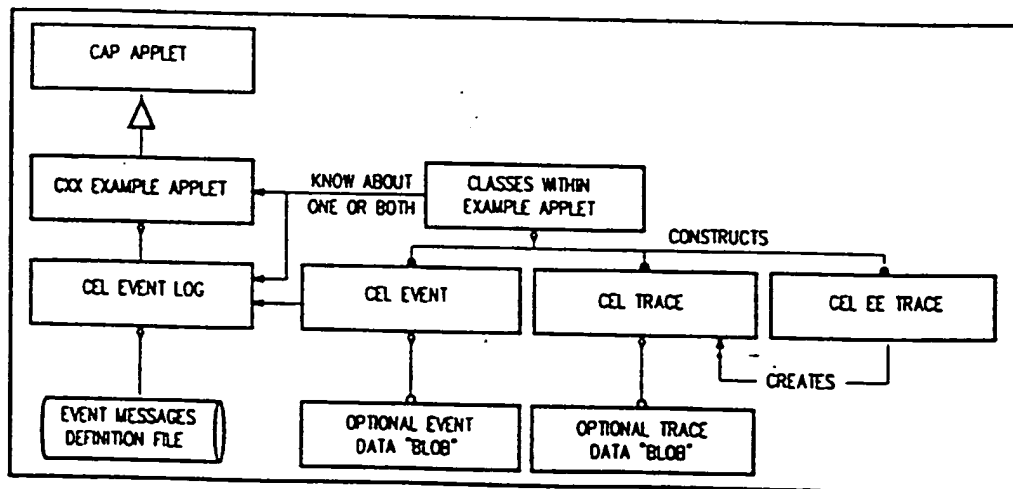 CAP APPLET
CXX EXAMPLE APPLET
KNOW ABOUT
ONE OR BOTH
CLASSES WITHIN
EXAMPLE APPLET
CONSTRUCTS
CEL EVENT LOG
CEL EVENT
CEL TRACE
CEL EE TRACE
CREATES
EVENT MESSAGES
DEFINITION FILE
OPTIONAL EVENT
DATA "BLOB"
OPTIONAL TRACE
DATA "BLOB"